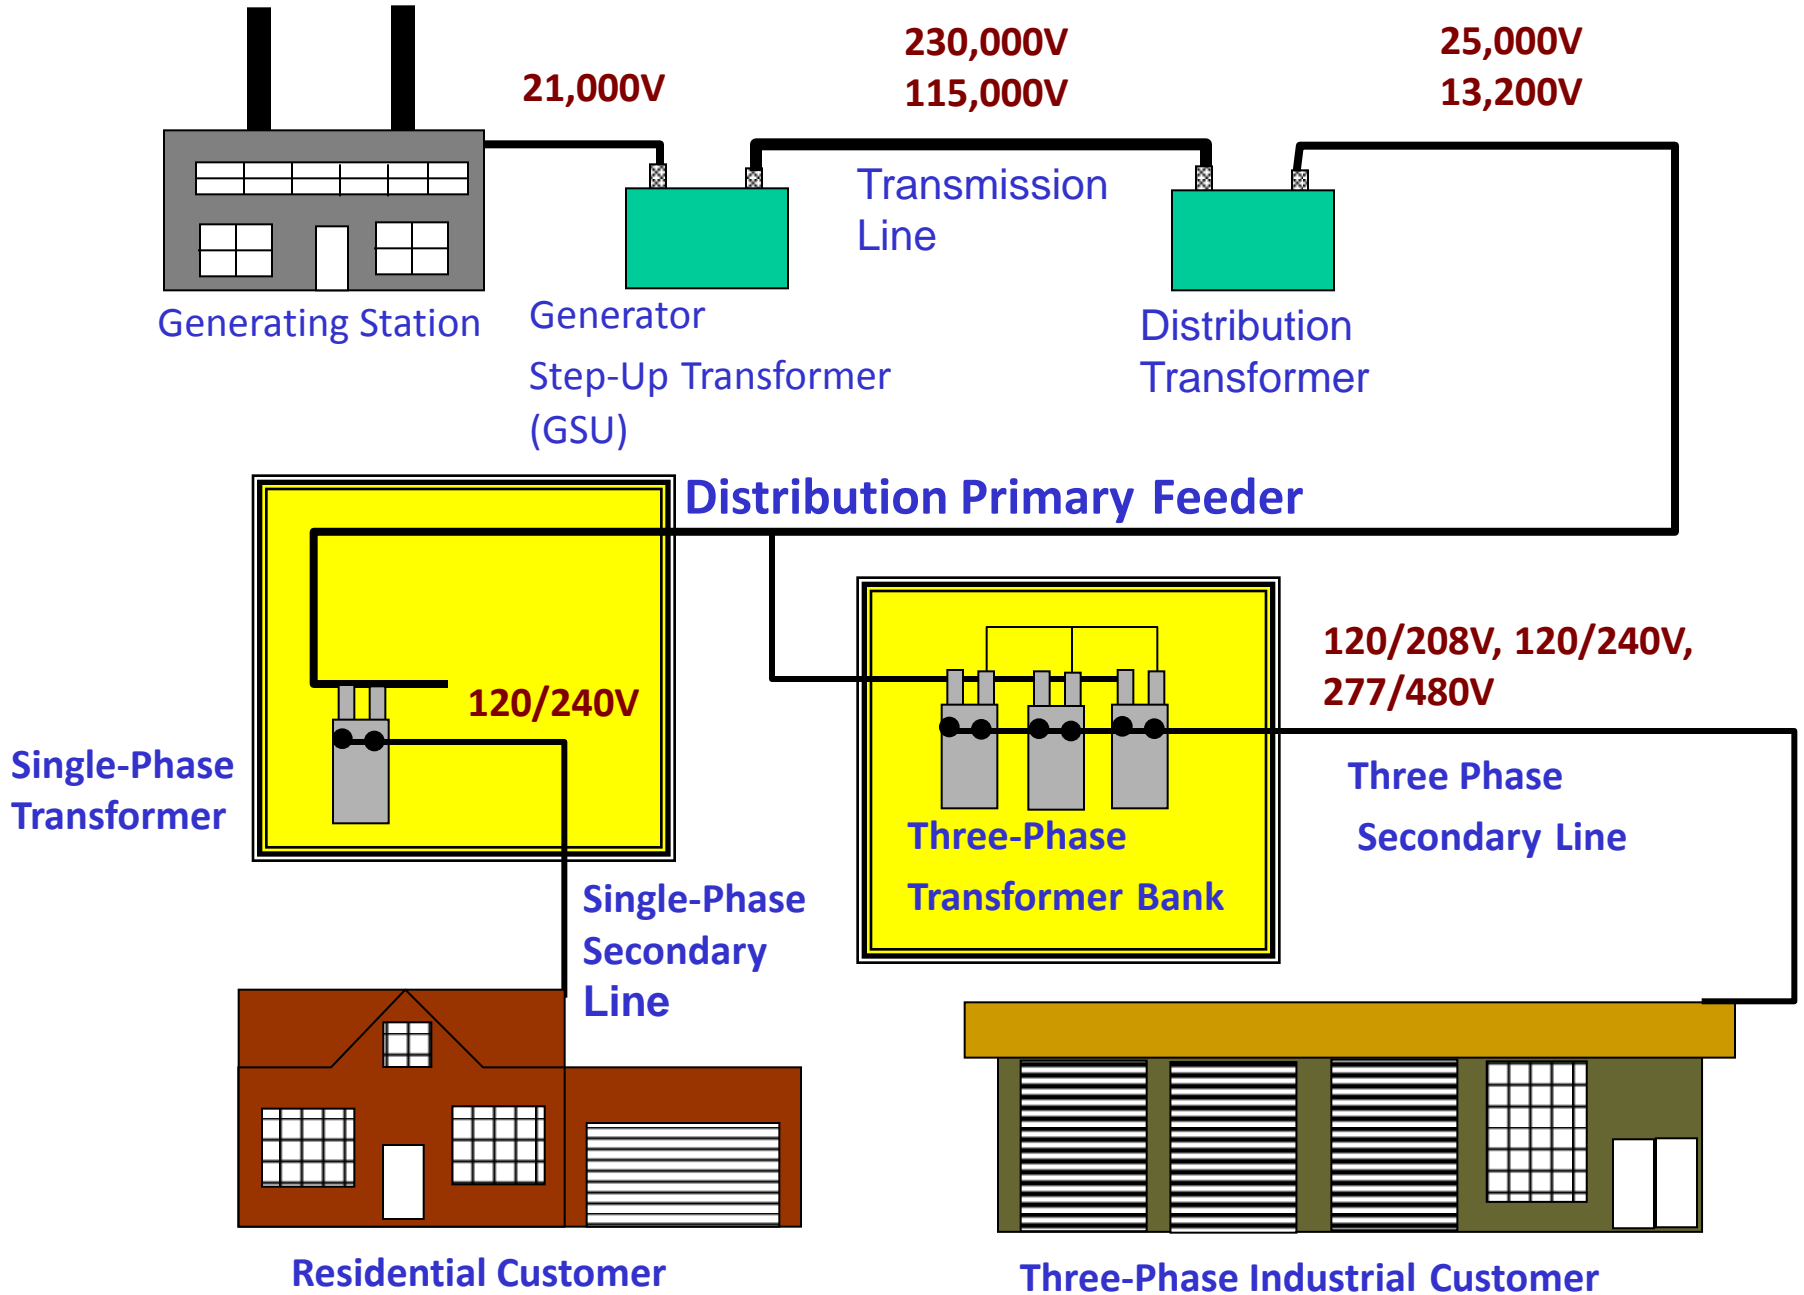 21,000V
230,000V
115,000V
25,000V
13,200V
Transmission
Line
Generating Station
Generator
Step-Up Transformer
(GSU)
Distribution
Transformer
Distribution Primary Feeder
120/240V
120/208V, 120/240V,
277/480V
Single-Phase
Transformer
Three Phase
Secondary Line
Three-Phase
Transformer Bank
Single-Phase
Secondary
Line
Residential Customer
Three-Phase Industrial Customer